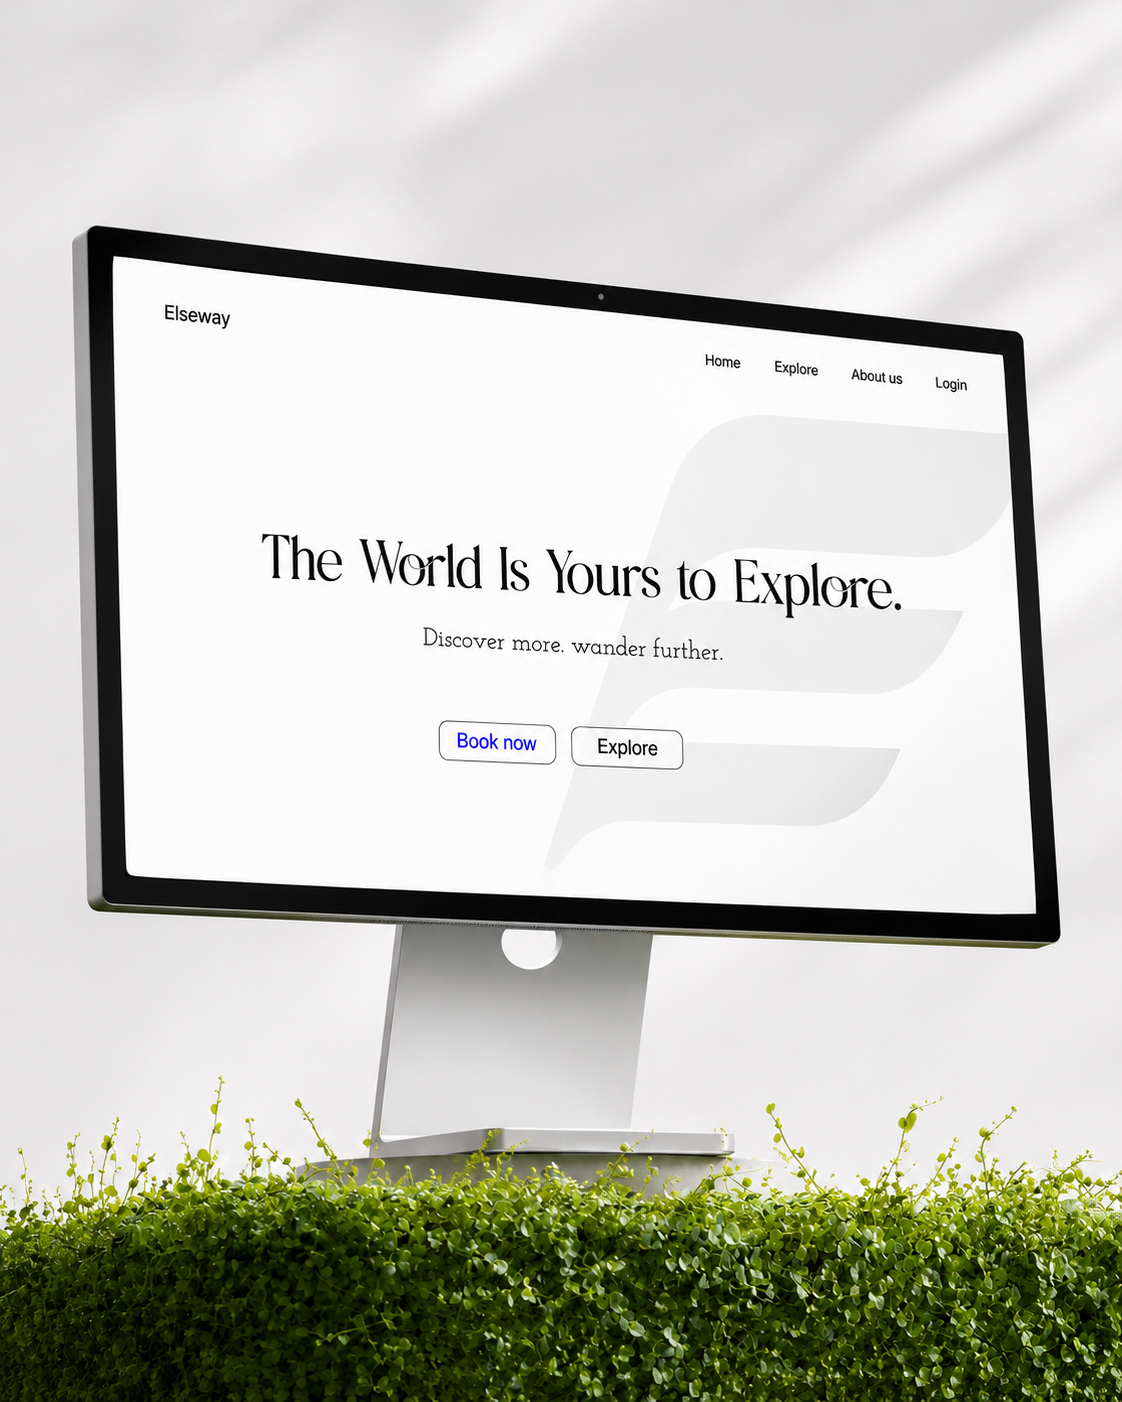 Elseway
Home Explore About us Login
The World Is Yours to Explore.
Discover more. wander further.
Book now Explore